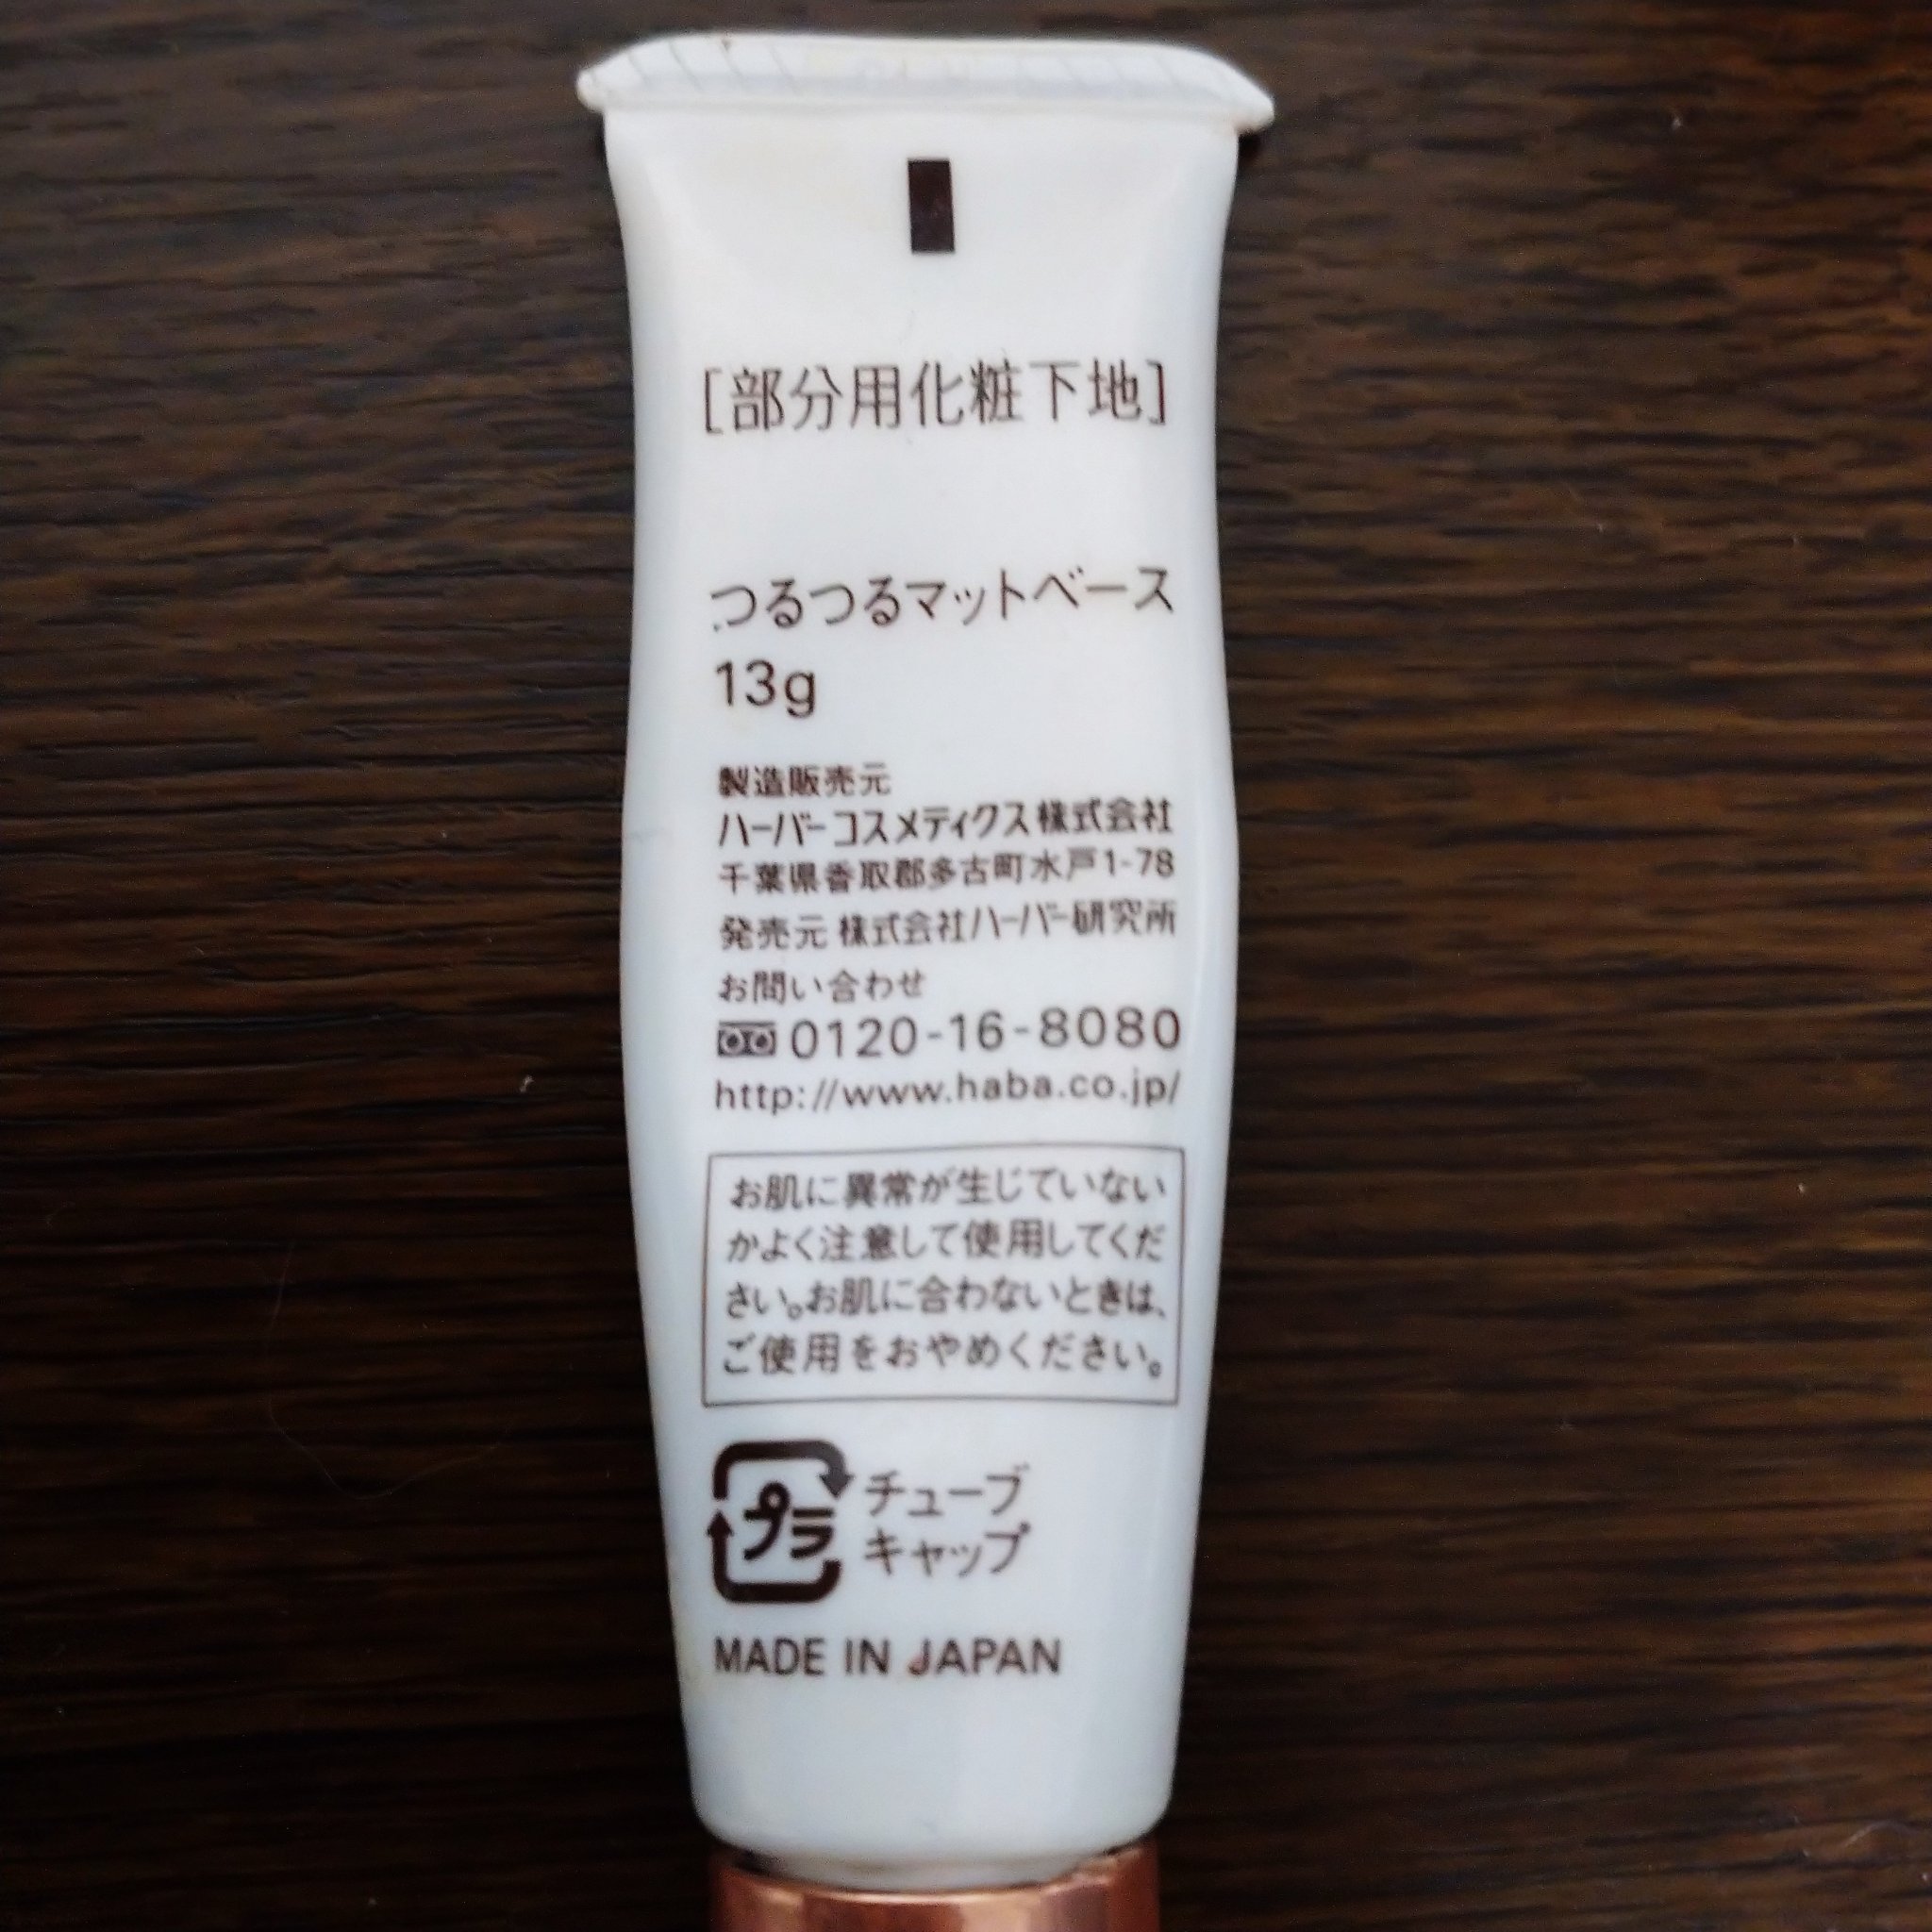 ［部分用化粧下地］
つるつるマットベース
13g
製造販売元
ハーバーコスメティクス株式会社
千葉県香取郡多古町水戸1-78
発売元 株式会社ハーバー研究所
お問い合わせ
0120-16-8080
http://www.haba.co.jp/
お肌に異常が生じていない
かよく注意して使用してくだ
さい。お肌に合わないときは、
ご使用をおやめください。
プラ
チューブ
キャップ
MADE IN JAPAN